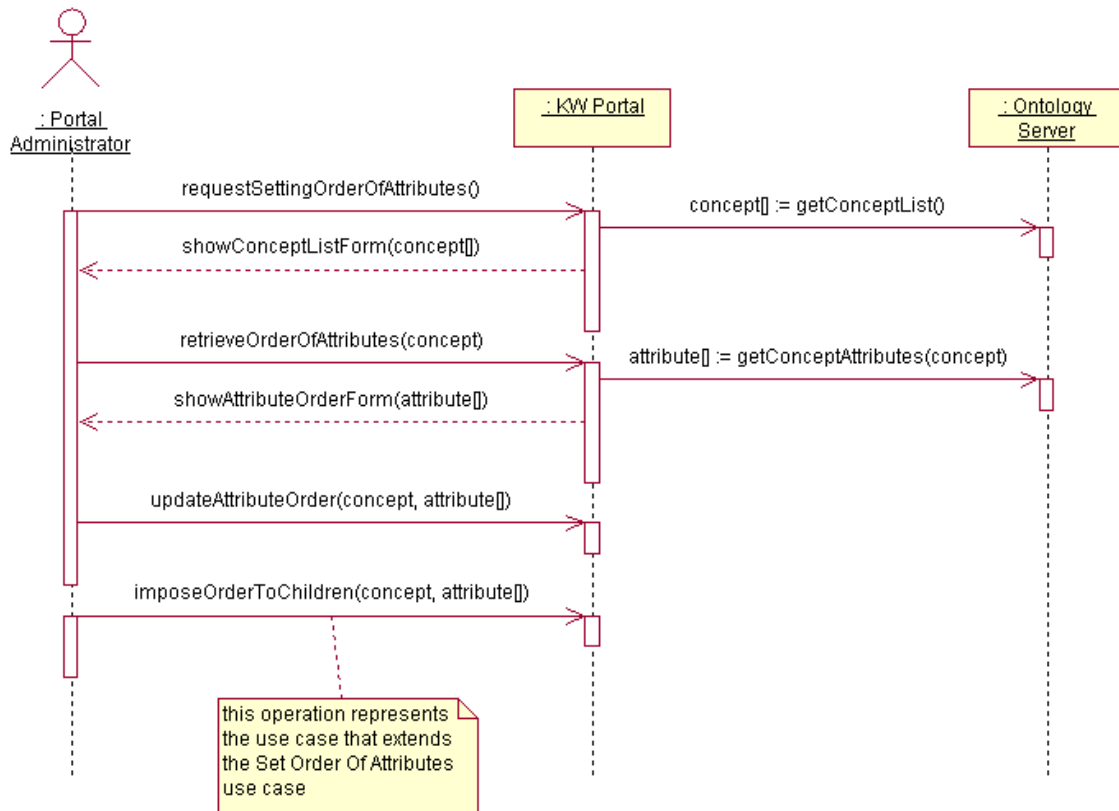 : Portal
Administrator
: KW Portal
: Ontology
Server
requestSettingOrderOfAttributes()
concept[] := getConceptList()
showConceptListForm(concept[])
retrieveOrderOfAttributes(concept)
attribute[] := getConceptAttributes(concept)
showAttributeOrderForm(attribute[])
updateAttributeOrder(concept, attribute[])
imposeOrderToChildren(concept, attribute[])
this operation represents
the use case that extends
the Set Order Of Attributes
use case